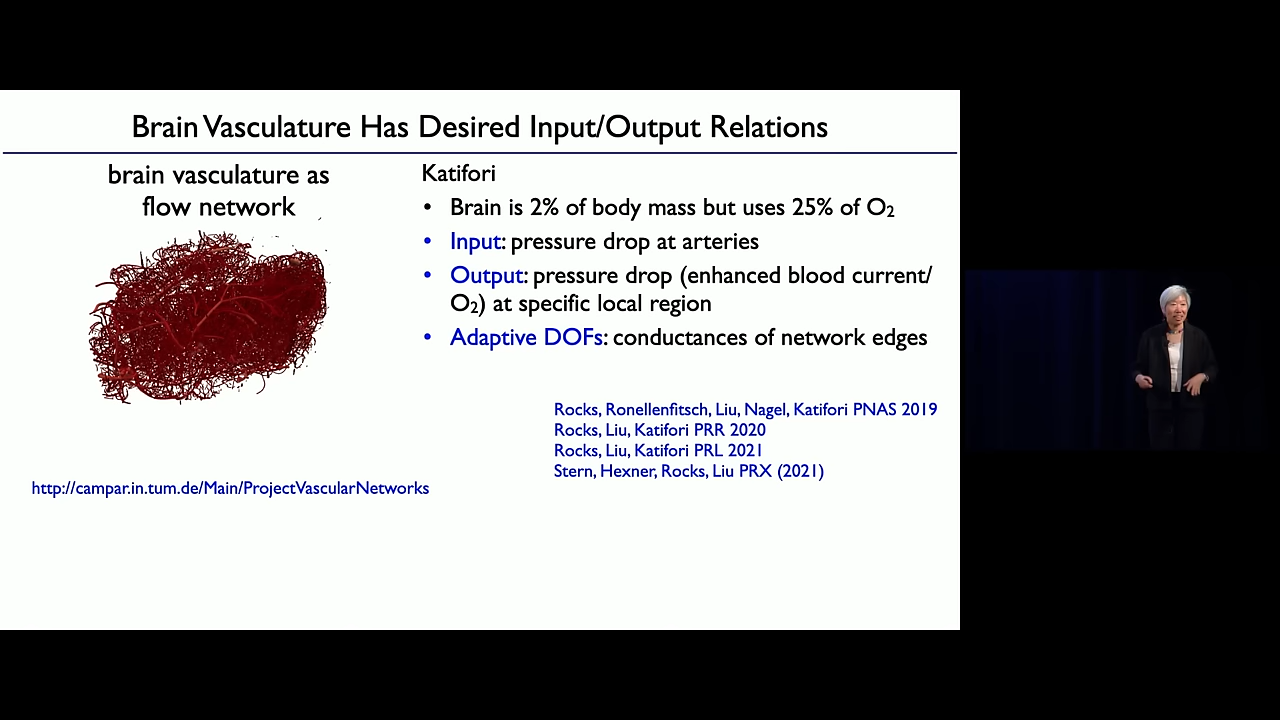 Brain Vasculature Has Desired Input/Output Relations
brain vasculature as
flow network
Katifori
• Brain is 2% of body mass but uses 25% of O₂
• Input: pressure drop at arteries
• Output: pressure drop (enhanced blood current/
O₂) at specific local region
• Adaptive DOFs: conductances of network edges
Rocks, Ronellenfitsch, Liu, Nagel, Katifori PNAS 2019
Rocks, Liu, Katifori PRR 2020
Rocks, Liu, Katifori PRL 2021
Stern, Hexner, Rocks, Liu PRX (2021)
http://campar.in.tum.de/Main/ProjectVascularNetworks